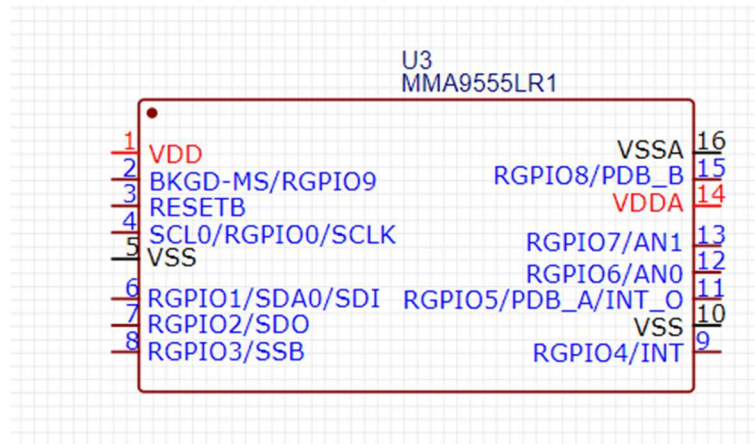 U3
MMA9555LR1
1 VDD
2 BKGD-MS/RGPIO9
3 RESETB
4 SCL0/RGPIO0/SCLK
5 VSS
6 RGPIO1/SDA0/SDI
7 RGPIO2/SDO
8 RGPIO3/SSB
VSSA 16
RGPIO8/PDB_B 15
VDDA 14
RGPIO7/AN1 13
RGPIO6/AN0 12
RGPIO5/PDB_A/INT_O 11
VSS 10
RGPIO4/INT 9